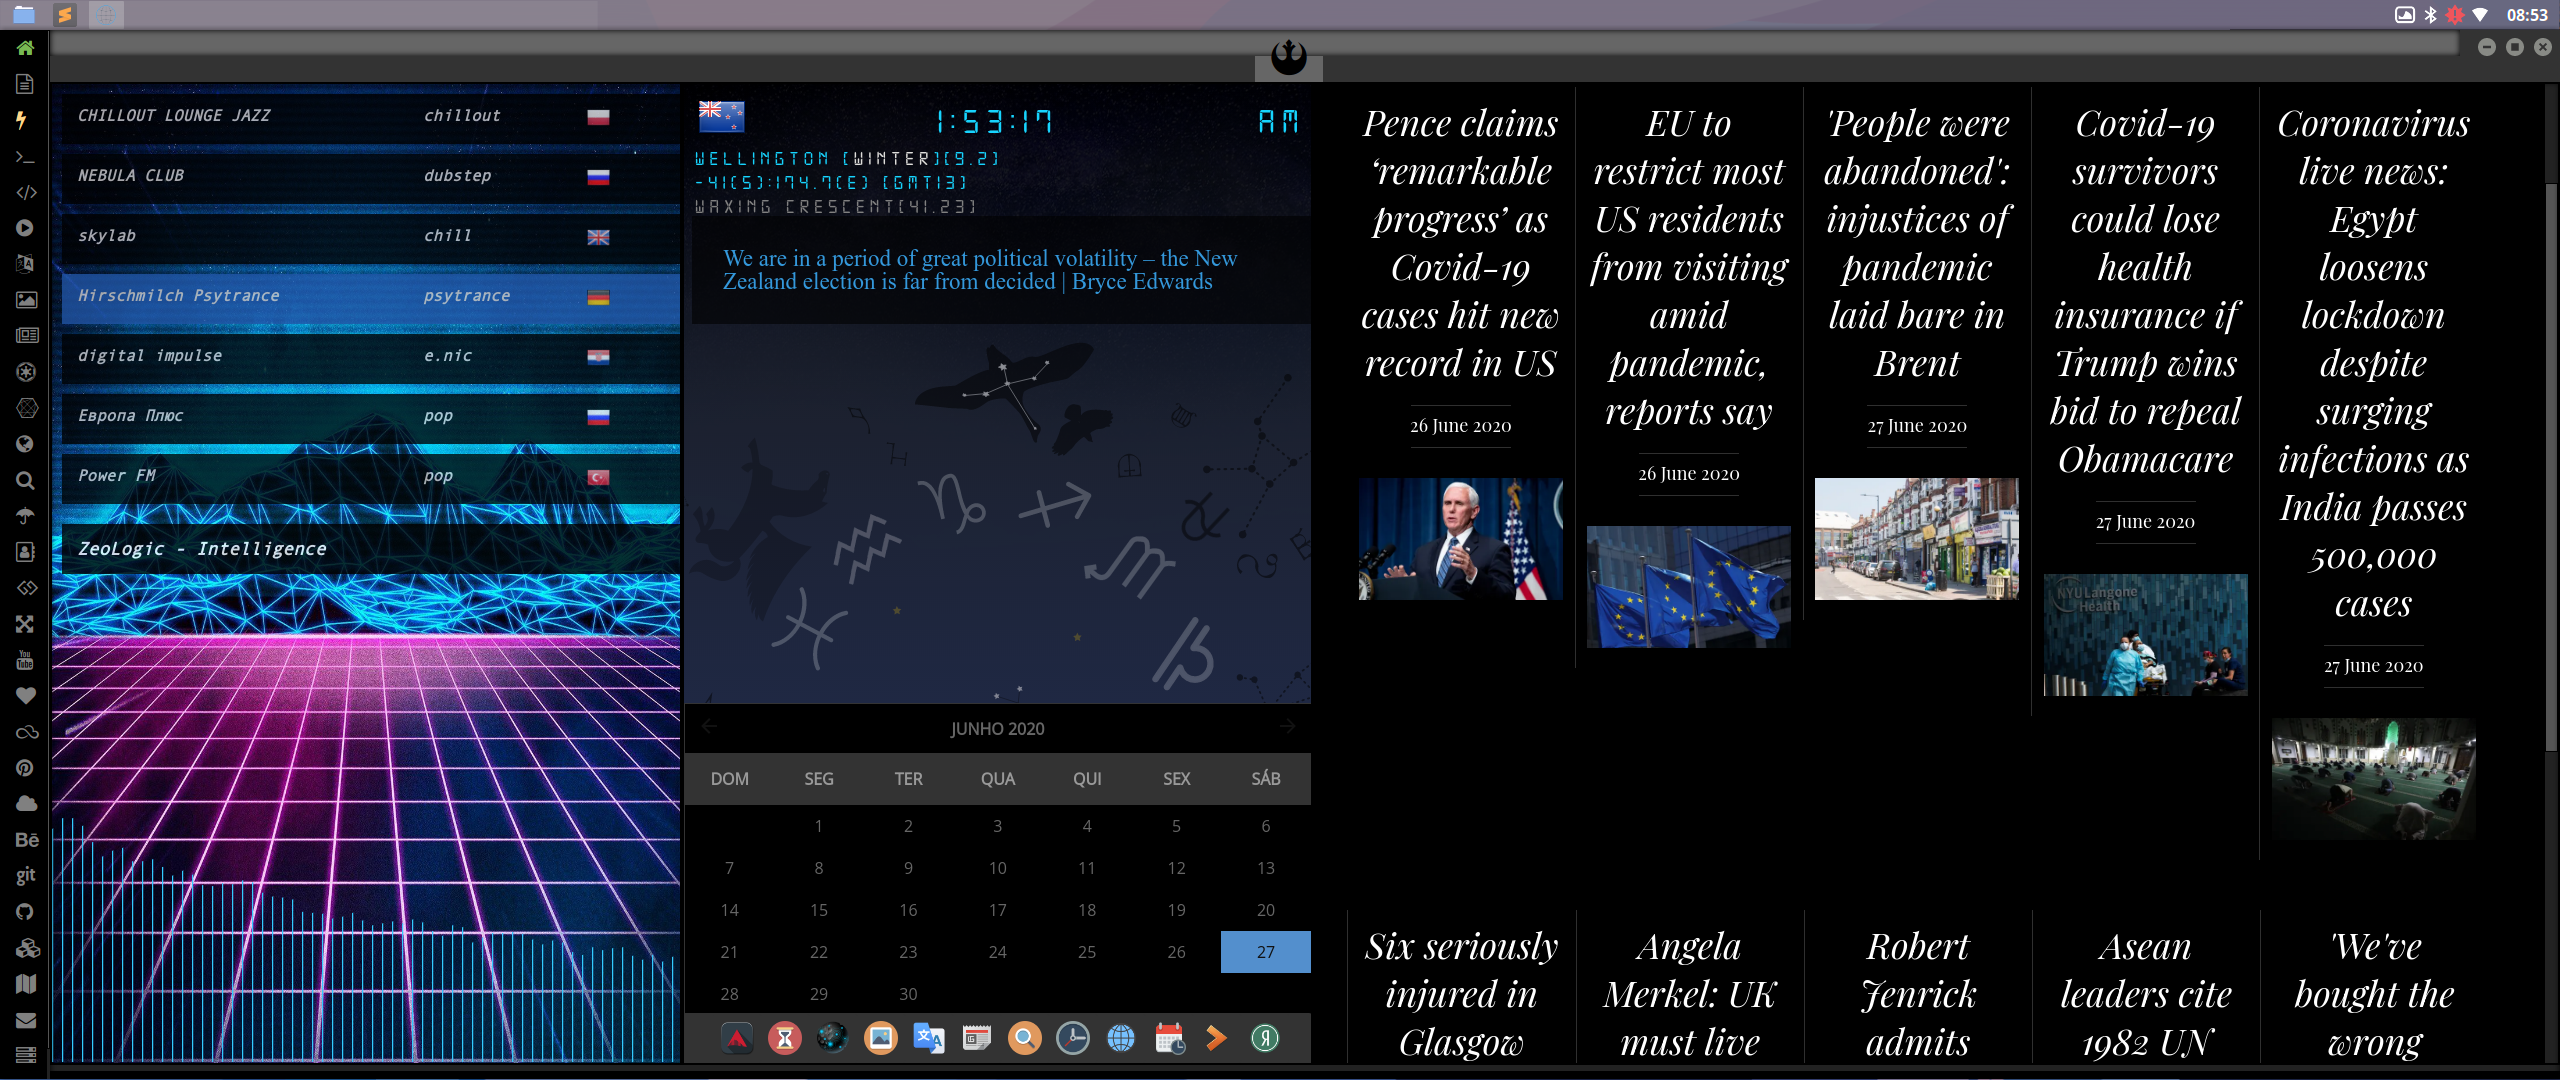 08:53
CHILLOUT LOUNGE JAZZ chillout
NEBULA CLUB dubstep
skylab chill
Hirschmilch Psytrance psytrance
digital impulse e.nic
Европа Плюс pop
Power FM pop
ZeoLogic - Intelligence
You
Tube
Bē
git
1:53:17 AM
WELLINGTON [WINTER][9.2]
-41(S):174.7(E) [GMT13]
WAXING CRESCENT[41.23]
We are in a period of great political volatility – the New
Zealand election is far from decided | Bryce Edwards
JUNHO 2020
DOM SEG TER QUA QUI SEX SÁB
1 2 3 4 5 6
7 8 9 10 11 12 13
14 15 16 17 18 19 20
21 22 23 24 25 26 27
28 29 30
Pence claims
‘remarkable
progress’ as
Covid-19
cases hit new
record in US
26 June 2020
EU to
restrict most
US residents
from visiting
amid
pandemic,
reports say
26 June 2020
'People were
abandoned':
injustices of
pandemic
laid bare in
Brent
27 June 2020
Covid-19
survivors
could lose
health
insurance if
Trump wins
bid to repeal
Obamacare
27 June 2020
NYU Langone
Health
Coronavirus
live news:
Egypt
loosens
lockdown
despite
surging
infections as
India passes
500,000
cases
27 June 2020
Six seriously
injured in
Glasgow
Angela
Merkel: UK
must live
Robert
Jenrick
admits
Asean
leaders cite
1982 UN
'We've
bought the
wrong